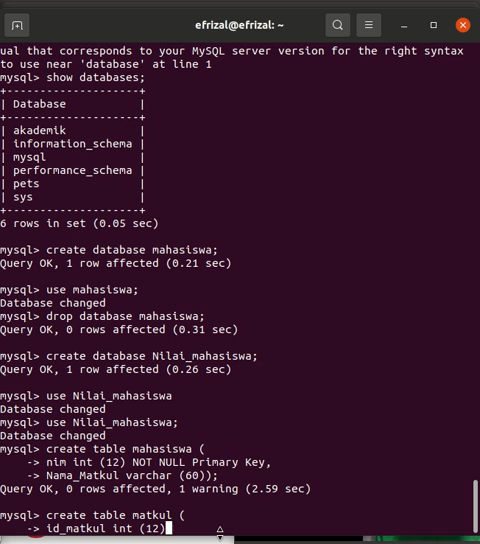 efrizal@efrizal: ~
ual that corresponds to your MySQL server version for the right syntax
to use near 'database' at line 1
mysql> show databases;
+--------------------+
| Database           |
+--------------------+
| akademik           |
| information_schema |
| mysql              |
| performance_schema |
| pets               |
| sys                |
+--------------------+
6 rows in set (0.05 sec)

mysql> create database mahasiswa;
Query OK, 1 row affected (0.21 sec)

mysql> use mahasiswa;
Database changed
mysql> drop database mahasiswa;
Query OK, 0 rows affected (0.31 sec)

mysql> create database Nilai_mahasiswa;
Query OK, 1 row affected (0.26 sec)

mysql> use Nilai_mahasiswa
Database changed
mysql> use Nilai_mahasiswa;
Database changed
mysql> create table mahasiswa (
    -> nim int (12) NOT NULL Primary Key,
    -> Nama_Matkul varchar (60));
Query OK, 0 rows affected, 1 warning (2.59 sec)

mysql> create table matkul (
    -> id_matkul int (12)